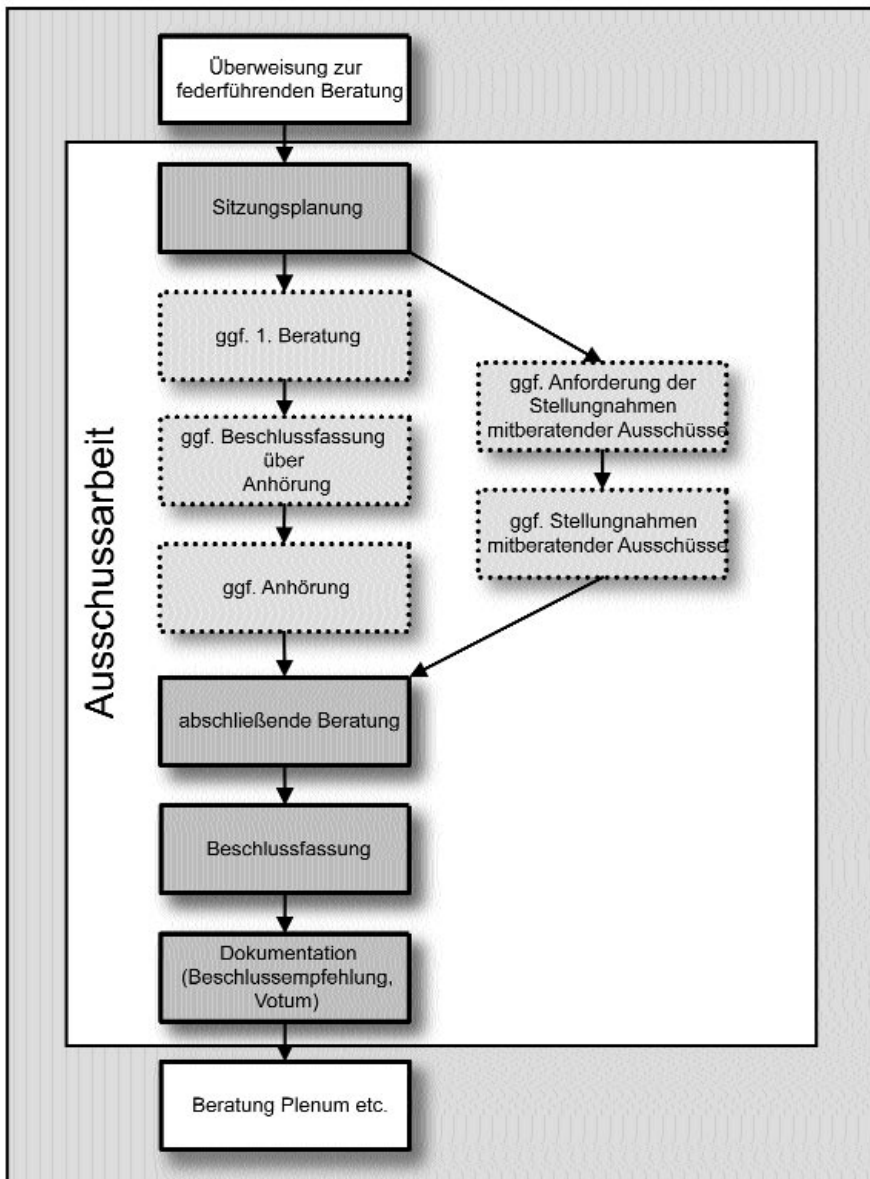 Überweisung zur
federführenden Beratung
Ausschussarbeit
Sitzungsplanung
ggf. 1. Beratung
ggf. Beschlussfassung
über
Anhörung
ggf. Anhörung
ggf. Anforderung der
Stellungnahmen
mitberatender Ausschüsse
ggf. Stellungnahmen
mitberatender Ausschüsse
abschließende Beratung
Beschlussfassung
Dokumentation
(Beschlussempfehlung,
Votum)
Beratung Plenum etc.